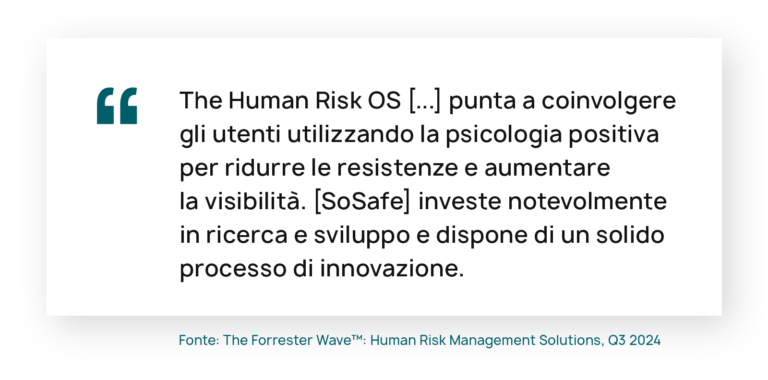 The Human Risk OS [...] punta a coinvolgere
gli utenti utilizzando la psicologia positiva
per ridurre le resistenze e aumentare
la visibilità. [SoSafe] investe notevolmente
in ricerca e sviluppo e dispone di un solido
processo di innovazione.
Fonte: The Forrester Wave™: Human Risk Management Solutions, Q3 2024